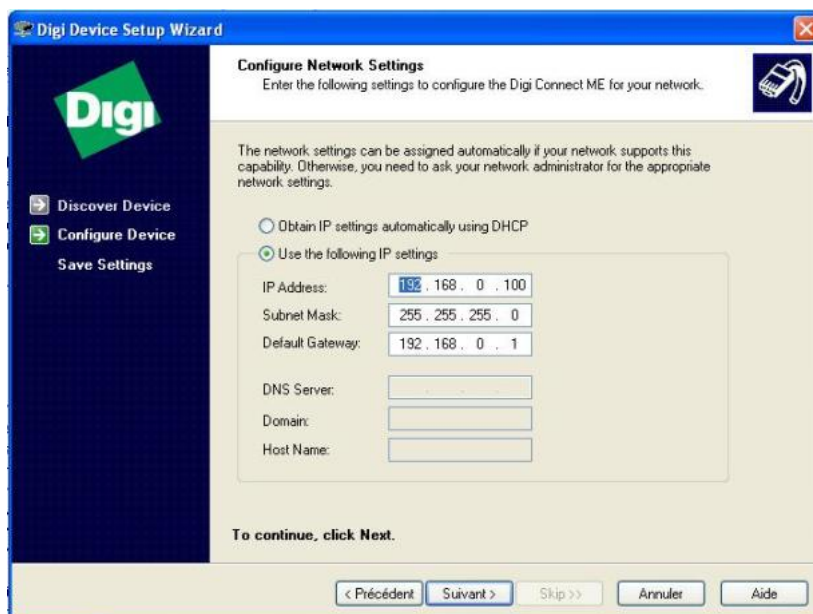 Digi Device Setup Wizard
Configure Network Settings
Enter the following settings to configure the Digi Connect ME for your network.
Digi
The network settings can be assigned automatically if your network supports this
capability. Otherwise, you need to ask your network administrator for the appropriate
network settings.
Discover Device
Configure Device
Save Settings
Obtain IP settings automatically using DHCP
Use the following IP settings
IP Address: 192 . 168 . 0 . 100
Subnet Mask: 255 . 255 . 255 . 0
Default Gateway: 192 . 168 . 0 . 1
DNS Server: . . .
Domain:
Host Name:
To continue, click Next.
< Précédent Suivant > Skip >> Annuler Aide